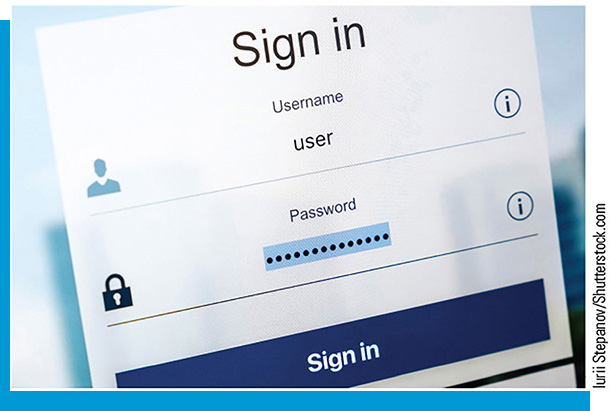 Sign in
Username
user
Password
••••••••••••••
Sign in
Iurii Stepanov/Shutterstock.com